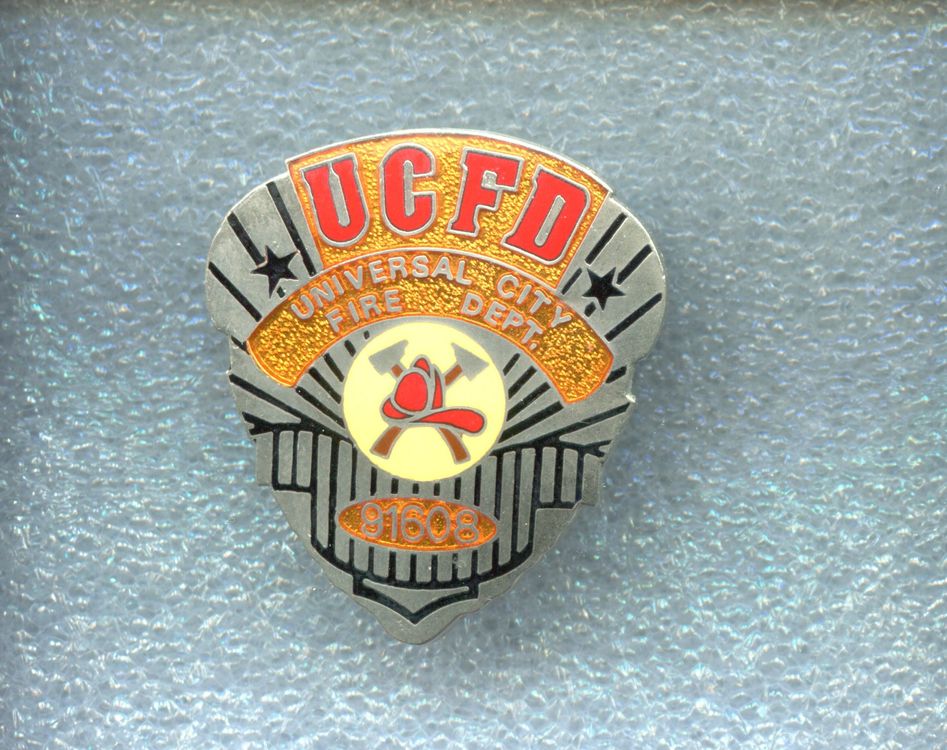 UCFD
UNIVERSAL CITY
FIRE DEPT.
91608